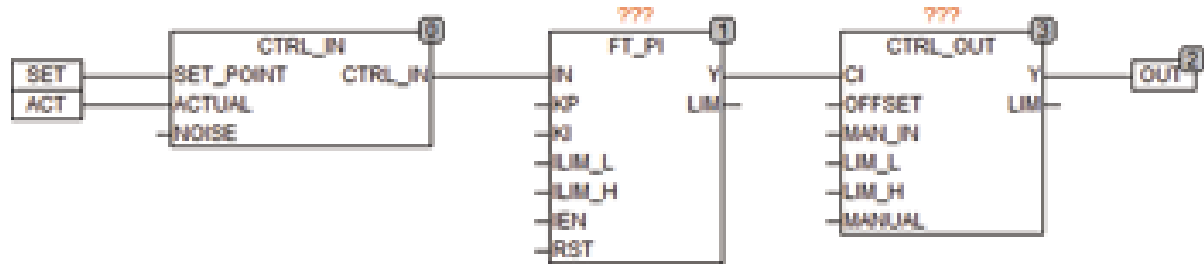 0
CTRL_IN
SET
SET_POINT
CTRL_IN
ACT
ACTUAL
NOISE
???
1
FT_PI
IN
Y
KP
LIM
KI
ILIM_L
ILIM_H
IEN
RST
???
3
CTRL_OUT
CI
Y
OFFSET
LIM
MAN_IN
LIM_L
LIM_H
MANUAL
2
OUT